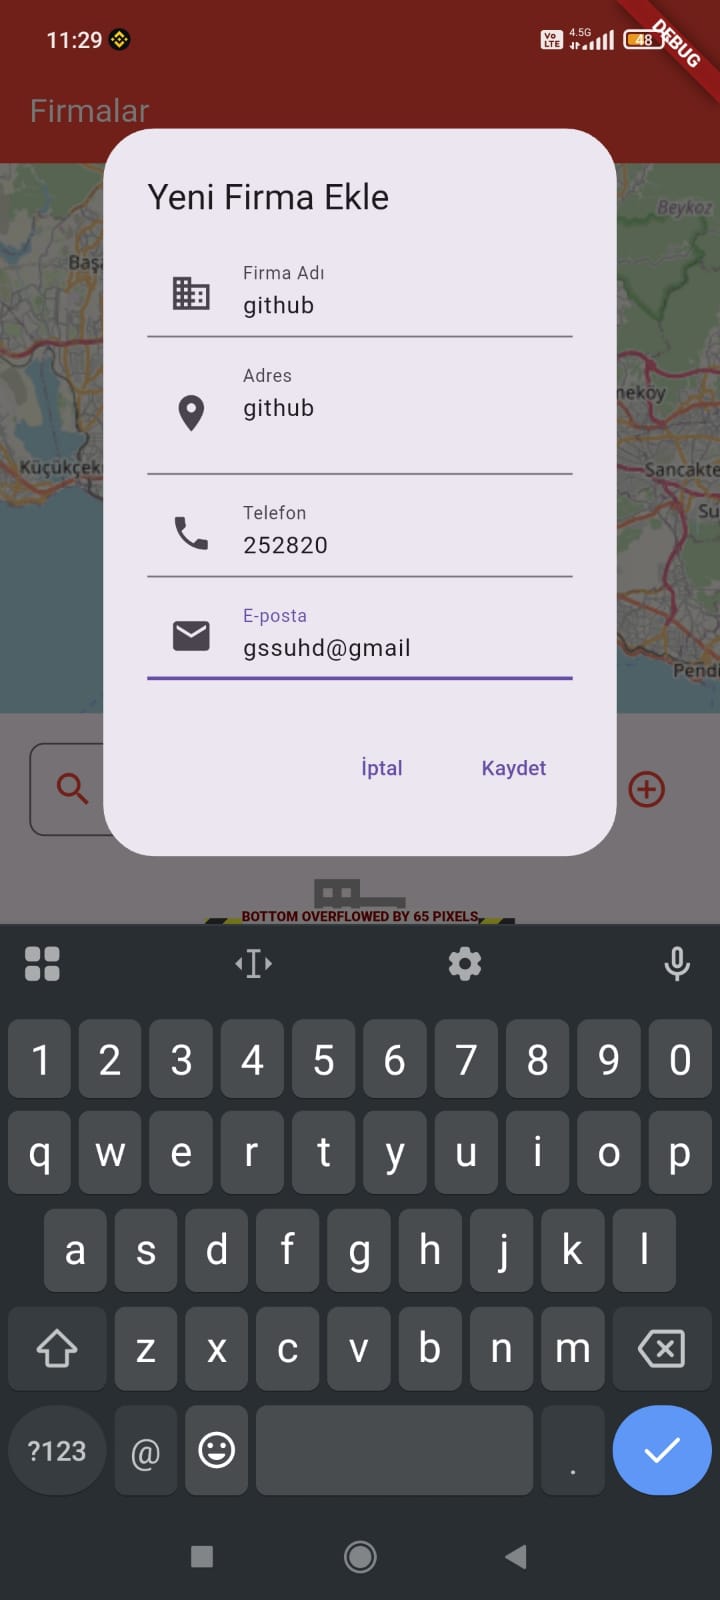 11:29
Vo LTE 4.5G 48
DEBUG
Firmalar
Beykoz
Başa
Yeni Firma Ekle
Firma Adı
github
Adres
github
neköy
Küçükçek
Sancakte
Su
Telefon
252820
E-posta
gssuhd@gmail
Pendi
İptal
Kaydet
BOTTOM OVERFLOWED BY 65 PIXELS
1 2 3 4 5 6 7 8 9 0
q w e r t y u i o p
a s d f g h j k l
z x c v b n m
?123 @ .